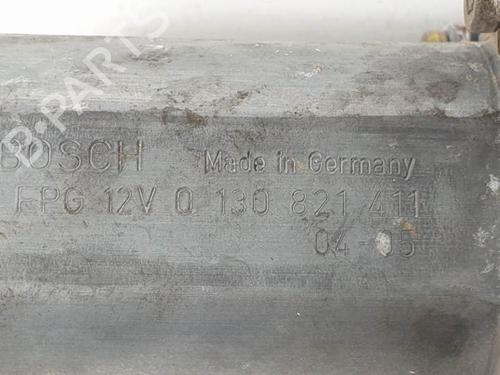 B-PARTS
BOSCH Made in Germany
FPG 12V 0 130 821 411
04-05